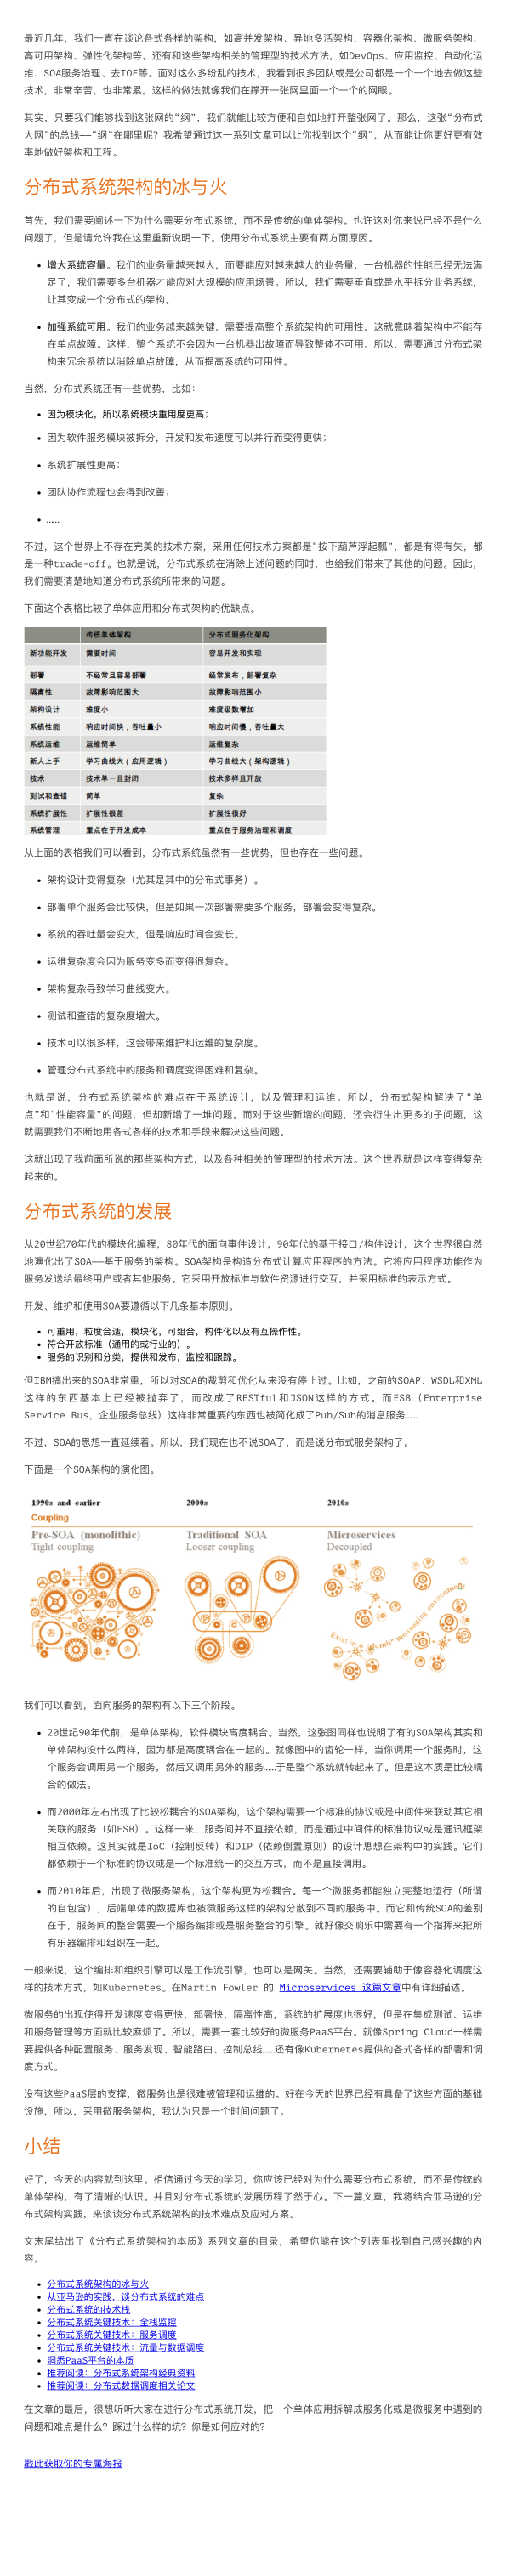 最近几年，我们一直在谈论各式各样的架构，如高并发架构、异地多活架构、容器化架构、微服务架构、
高可用架构、弹性化架构等。还有和这些架构相关的管理型的技术方法，如DevOps、应用监控、自动化运
维、SOA服务治理、去IOE等。面对这么多纷乱的技术，我看到很多团队或是公司都是一个一个地去做这些
技术，非常辛苦，也非常累。这样的做法就像我们在撑开一张网里面一个一个的网眼。
其实，只要我们能够找到这张网的“纲”，我们就能比较方便和自如地打开整张网了。那么，这张“分布式
大网”的总线——“纲”在哪里呢？我希望通过这一系列文章可以让你找到这个“纲”，从而能让你更好更有效
率地做好架构和工程。
分布式系统架构的冰与火
首先，我们需要阐述一下为什么需要分布式系统，而不是传统的单体架构。也许这对你来说已经不是什么
问题了，但是请允许我在这里重新说明一下。使用分布式系统主要有两方面原因。
• 增大系统容量。我们的业务量越来越大，而要能应对越来越大的业务量，一台机器的性能已经无法满
足了，我们需要多台机器才能应对大规模的应用场景。所以，我们需要垂直或是水平拆分业务系统，
让其变成一个分布式的架构。
• 加强系统可用。我们的业务越来越关键，需要提高整个系统架构的可用性，这就意味着架构中不能存
在单点故障。这样，整个系统不会因为一台机器出故障而导致整体不可用。所以，需要通过分布式架
构来冗余系统以消除单点故障，从而提高系统的可用性。
当然，分布式系统还有一些优势，比如：
• 因为模块化，所以系统模块重用度更高；
• 因为软件服务模块被拆分，开发和发布速度可以并行而变得更快；
• 系统扩展性更高；
• 团队协作流程也会得到改善；
• ……
不过，这个世界上不存在完美的技术方案，采用任何技术方案都是“按下葫芦浮起瓢”，都是有得有失，都
是一种trade-off。也就是说，分布式系统在消除上述问题的同时，也给我们带来了其他的问题。因此，
我们需要清楚地知道分布式系统所带来的问题。
下面这个表格比较了单体应用和分布式架构的优缺点。
传统单体架构 分布式服务化架构
新功能开发 需要时间 容易开发和实现
部署 不经常且容易部署 经常发布，部署复杂
隔离性 故障影响范围大 故障影响范围小
架构设计 难度小 难度级数增加
系统性能 响应时间快，吞吐量小 响应时间慢，吞吐量大
系统运维 运维简单 运维复杂
新人上手 学习曲线大（应用逻辑） 学习曲线大（架构逻辑）
技术 技术单一且封闭 技术多样且开放
测试和查错 简单 复杂
系统扩展性 扩展性很差 扩展性很好
系统管理 重点在于开发成本 重点在于服务治理和调度
从上面的表格我们可以看到，分布式系统虽然有一些优势，但也存在一些问题。
• 架构设计变得复杂（尤其是其中的分布式事务）。
• 部署单个服务会比较快，但是如果一次部署需要多个服务，部署会变得复杂。
• 系统的吞吐量会变大，但是响应时间会变长。
• 运维复杂度会因为服务变多而变得很复杂。
• 架构复杂导致学习曲线变大。
• 测试和查错的复杂度增大。
• 技术可以很多样，这会带来维护和运维的复杂度。
• 管理分布式系统中的服务和调度变得困难和复杂。
也就是说，分布式系统架构的难点在于系统设计，以及管理和运维。所以，分布式架构解决了“单
点”和“性能容量”的问题，但却新增了一堆问题。而对于这些新增的问题，还会衍生出更多的子问题，这
就需要我们不断地用各式各样的技术和手段来解决这些问题。
这就出现了我前面所说的那些架构方式，以及各种相关的管理型的技术方法。这个世界就是这样变得复杂
起来的。
分布式系统的发展
从20世纪70年代的模块化编程，80年代的面向事件设计，90年代的基于接口/构件设计，这个世界很自然
地演化出了SOA——基于服务的架构。SOA架构是构造分布式计算应用程序的方法。它将应用程序功能作为
服务发送给最终用户或者其他服务。它采用开放标准与软件资源进行交互，并采用标准的表示方式。
开发、维护和使用SOA要遵循以下几条基本原则。
• 可重用，粒度合适，模块化，可组合，构件化以及有互操作性。
• 符合开放标准（通用的或行业的）。
• 服务的识别和分类，提供和发布，监控和跟踪。
但IBM搞出来的SOA非常重，所以对SOA的裁剪和优化从来没有停止过。比如，之前的SOAP、WSDL和XML
这样的东西基本上已经被抛弃了，而改成了RESTful和JSON这样的方式。而ESB（Enterprise
Service Bus，企业服务总线）这样非常重要的东西也被简化成了Pub/Sub的消息服务……
不过，SOA的思想一直延续着。所以，我们现在也不说SOA了，而是说分布式服务架构了。
下面是一个SOA架构的演化图。
1990s and earlier 2000s 2010s
Coupling
Pre-SOA (monolithic) Traditional SOA Microservices
Tight coupling Looser coupling Decoupled
Exist in a "dumb" messaging environment
我们可以看到，面向服务的架构有以下三个阶段。
• 20世纪90年代前，是单体架构，软件模块高度耦合。当然，这张图同样也说明了有的SOA架构其实和
单体架构没什么两样，因为都是高度耦合在一起的。就像图中的齿轮一样，当你调用一个服务时，这
个服务会调用另一个服务，然后又调用另外的服务……于是整个系统就转起来了。但是这本质是比较耦
合的做法。
• 而2000年左右出现了比较松耦合的SOA架构，这个架构需要一个标准的协议或是中间件来联动其它相
关联的服务（如ESB）。这样一来，服务间并不直接依赖，而是通过中间件的标准协议或是通讯框架
相互依赖。这其实就是IoC（控制反转）和DIP（依赖倒置原则）的设计思想在架构中的实践。它们
都依赖于一个标准的协议或是一个标准统一的交互方式，而不是直接调用。
• 而2010年后，出现了微服务架构，这个架构更为松耦合。每一个微服务都能独立完整地运行（所谓
的自包含），后端单体的数据库也被微服务这样的架构分散到不同的服务中。而它和传统SOA的差别
在于，服务间的整合需要一个服务编排或是服务整合的引擎。就好像交响乐中需要有一个指挥来把所
有乐器编排和组织在一起。
一般来说，这个编排和组织引擎可以是工作流引擎，也可以是网关。当然，还需要辅助于像容器化调度这
样的技术方式，如Kubernetes。在Martin Fowler 的 Microservices 这篇文章中有详细描述。
微服务的出现使得开发速度变得更快，部署快，隔离性高，系统的扩展度也很好，但是在集成测试、运维
和服务管理等方面就比较麻烦了。所以，需要一套比较好的微服务PaaS平台。就像Spring Cloud一样需
要提供各种配置服务、服务发现、智能路由、控制总线……还有像Kubernetes提供的各式各样的部署和调
度方式。
没有这些PaaS层的支撑，微服务也是很难被管理和运维的。好在今天的世界已经有具备了这些方面的基础
设施，所以，采用微服务架构，我认为只是一个时间问题了。
小结
好了，今天的内容就到这里。相信通过今天的学习，你应该已经对为什么需要分布式系统，而不是传统的
单体架构，有了清晰的认识。并且对分布式系统的发展历程了然于心。下一篇文章，我将结合亚马逊的分
布式架构实践，来谈谈分布式系统架构的技术难点及应对方案。
文末尾给出了《分布式系统架构的本质》系列文章的目录，希望你能在这个列表里找到自己感兴趣的内
容。
• 分布式系统架构的冰与火
• 从亚马逊的实践，谈分布式系统的难点
• 分布式系统的技术栈
• 分布式系统关键技术：全栈监控
• 分布式系统关键技术：服务调度
• 分布式系统关键技术：流量与数据调度
• 洞悉PaaS平台的本质
• 推荐阅读：分布式系统架构经典资料
• 推荐阅读：分布式数据调度相关论文
在文章的最后，很想听听大家在进行分布式系统开发，把一个单体应用拆解成服务化或是微服务中遇到的
问题和难点是什么？踩过什么样的坑？你是如何应对的？
戳此获取你的专属海报